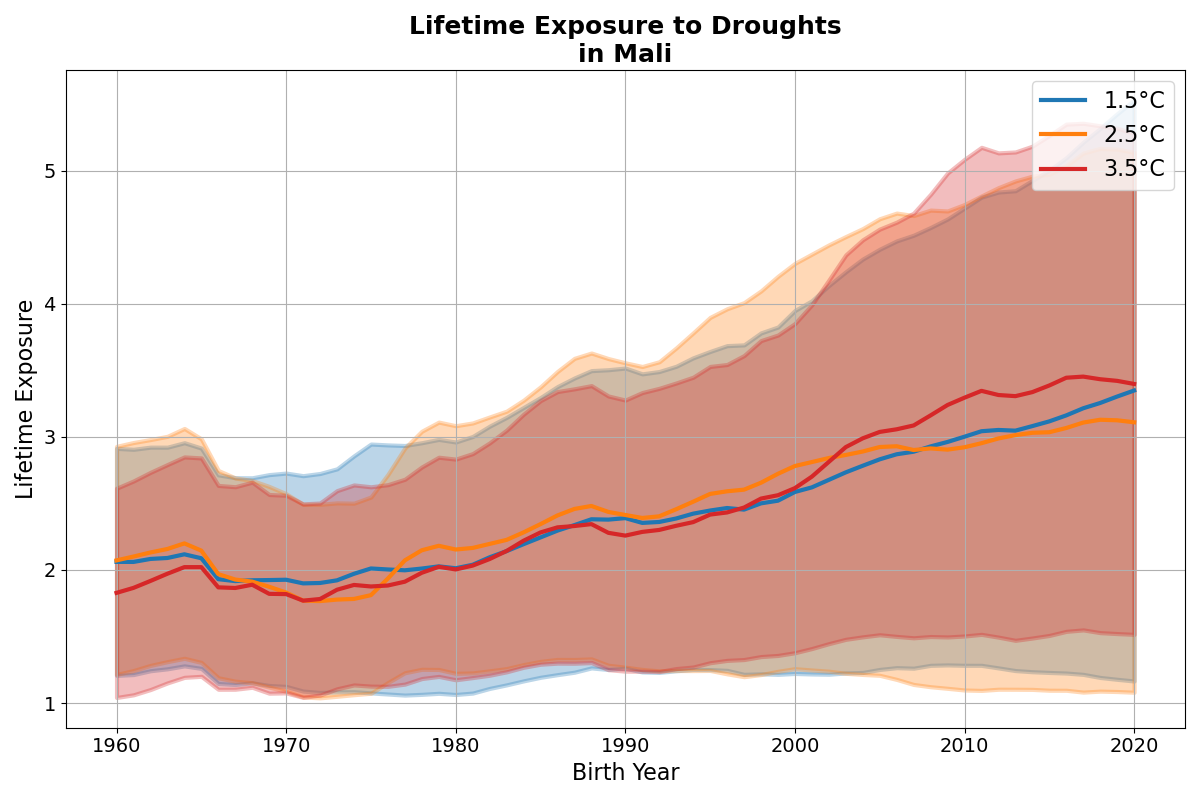 Lifetime Exposure to Droughts
in Mali
1.5°C
2.5°C
3.5°C
Lifetime Exposure
5
4
3
2
1
1960
1970
1980
1990
2000
2010
2020
Birth Year